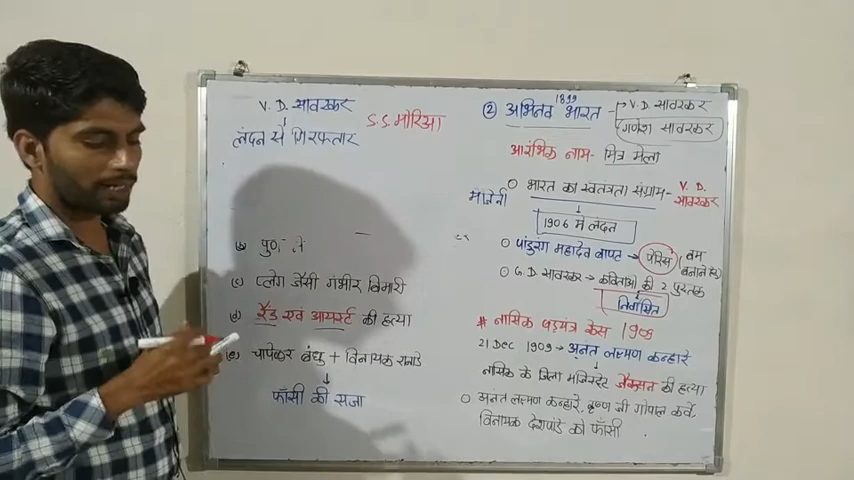 V. D. सावरकर
S.S. मोरिया
लंदन से गिरफ्तार
(b)
(c) प्लेग जैसी गंभीर बिमारी
(d) रैंड एवं आयर्स्ट की हत्या
(e) चापेकर बंधु +
फाँसी की सजा
1899
② अभिनव भारत
V. D. सावरकर
गणेश सावरकर
आरंभिक नाम- मित्र मेला
भारत का स्वतंत्रता संग्राम- V. D. सावरकर
1906 में लंदन
पांडुरंग महादेव बापट → पेरिस (बम बनाने
G. D सावरकर → कविताओं की 2 पुस्तक
निर्वासित
# नासिक षड़यंत्र केस 1909
21 Dec 1909 → अनंत लक्ष्मण कन्हारे
नासिक के जिला मजिस्ट्रेट जैक्सन की हत्या
अनंत लक्ष्मण कन्हारे, कृष्ण जी गोपाल कर्वे,
विनायक देशपांडे को फाँसी